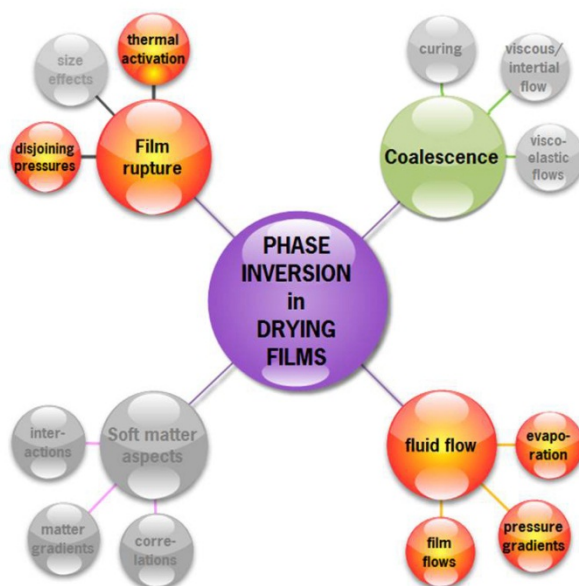 thermal
activation
size
effects
disjoining
pressures
Film
rupture
curing
viscous/
intertial
flow
Coalescence
visco-
elastic
flows
PHASE
INVERSION
in
DRYING
FILMS
Soft matter
aspects
inter-
actions
matter
gradients
corre-
lations
fluid flow
evapo-
ration
pressure
gradients
film
flows